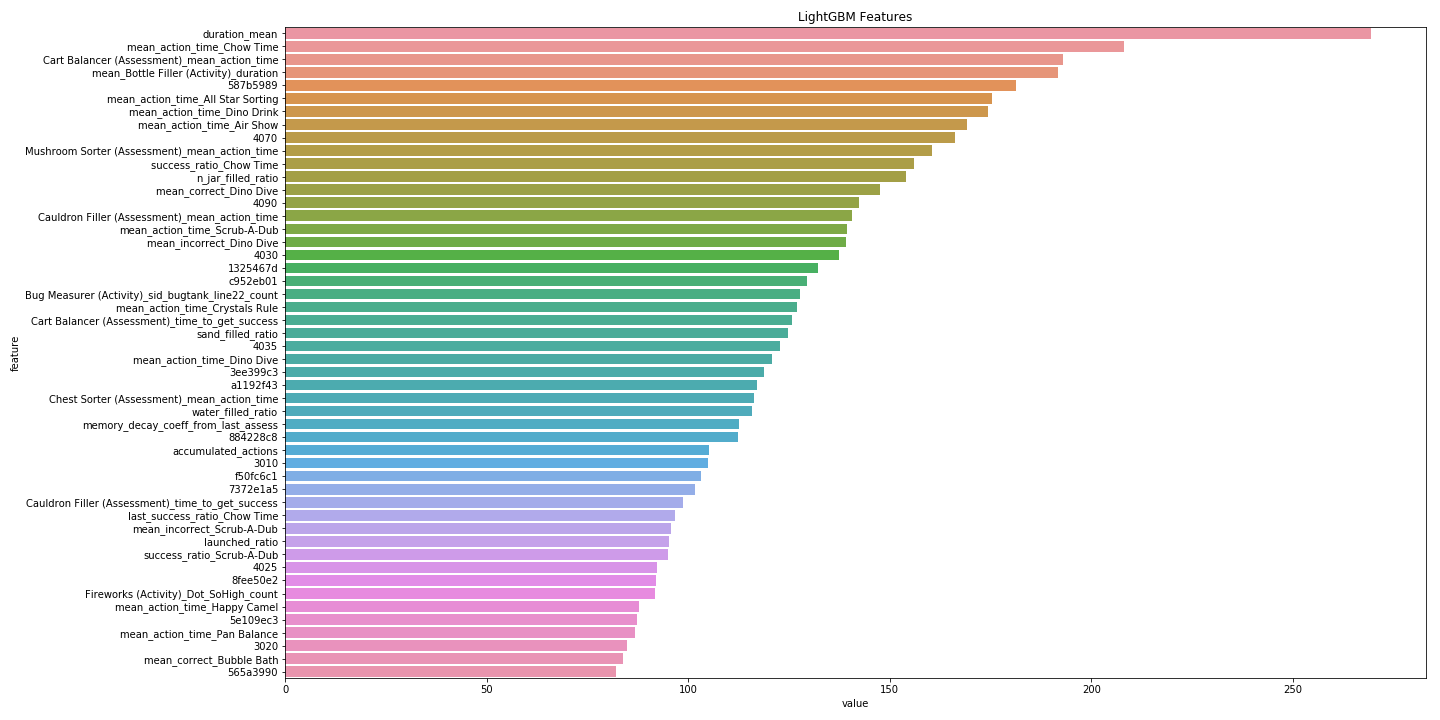 LightGBM Features
feature
duration_mean
mean_action_time_Chow Time
Cart Balancer (Assessment)_mean_action_time
mean_Bottle Filler (Activity)_duration
587b5989
mean_action_time_All Star Sorting
mean_action_time_Dino Drink
mean_action_time_Air Show
4070
Mushroom Sorter (Assessment)_mean_action_time
success_ratio_Chow Time
n_jar_filled_ratio
mean_correct_Dino Dive
4090
Cauldron Filler (Assessment)_mean_action_time
mean_action_time_Scrub-A-Dub
mean_incorrect_Dino Dive
4030
1325467d
c952eb01
Bug Measurer (Activity)_sid_bugtank_line22_count
mean_action_time_Crystals Rule
Cart Balancer (Assessment)_time_to_get_success
sand_filled_ratio
4035
mean_action_time_Dino Dive
3ee399c3
a1192f43
Chest Sorter (Assessment)_mean_action_time
water_filled_ratio
memory_decay_coeff_from_last_assess
884228c8
accumulated_actions
3010
f50fc6c1
7372e1a5
Cauldron Filler (Assessment)_time_to_get_success
last_success_ratio_Chow Time
mean_incorrect_Scrub-A-Dub
launched_ratio
success_ratio_Scrub-A-Dub
4025
8fee50e2
Fireworks (Activity)_Dot_SoHigh_count
mean_action_time_Happy Camel
5e109ec3
mean_action_time_Pan Balance
3020
mean_correct_Bubble Bath
565a3990
0 50 100 150 200 250
value